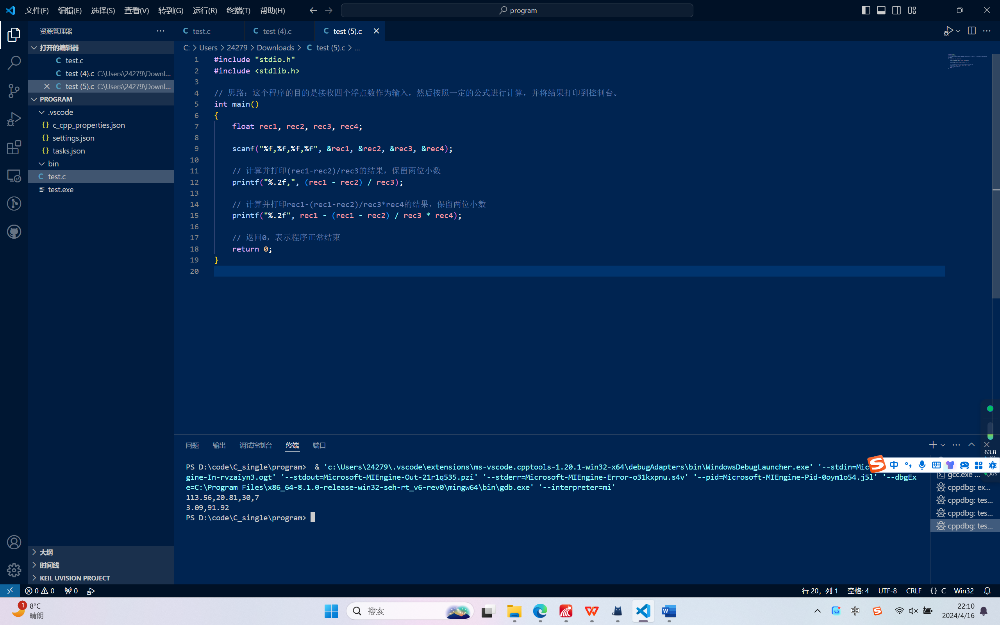 文件(F) 编辑(E) 选择(S) 查看(V) 转到(G) 运行(R) 终端(T) 帮助(H) program
资源管理器
test.c test (4).c test (5).c
打开的编辑器
test.c
test (4).c C:\Users\24279\Downl...
test (5).c C:\Users\24279\Downl...
PROGRAM
.vscode
{} c_cpp_properties.json
{} settings.json
{} tasks.json
bin
C test.c
test.exe
大纲
时间线
KEIL UVISION PROJECT
C: > Users > 24279 > Downloads > C test (5).c > ...
1 #include "stdio.h"
2 #include <stdlib.h>
3
4 // 思路：这个程序的目的是接收四个浮点数作为输入，然后按照一定的公式进行计算，并将结果打印到控制台。
5 int main()
6 {
7 float rec1, rec2, rec3, rec4;
8
9 scanf("%f,%f,%f,%f", &rec1, &rec2, &rec3, &rec4);
10
11 // 计算并打印(rec1-rec2)/rec3的结果，保留两位小数
12 printf("%.2f,", (rec1 - rec2) / rec3);
13
14 // 计算并打印rec1-(rec1-rec2)/rec3*rec4的结果，保留两位小数
15 printf("%.2f", rec1 - (rec1 - rec2) / rec3 * rec4);
16
17 // 返回0，表示程序正常结束
18 return 0;
19 }
20
问题 输出 调试控制台 终端 端口
PS D:\code\C_single\program>  & 'c:\Users\24279\.vscode\extensions\ms-vscode.cpptools-1.20.1-win32-x64\debugAdapters\bin\WindowsDebugLauncher.exe' '--stdin=Mic
gine-In-rvzaiyn3.ogt' '--stdout=Microsoft-MIEngine-Out-21r1q535.pzi' '--stderr=Microsoft-MIEngine-Error-o31kxpnu.s4v' '--pid=Microsoft-MIEngine-Pid-0oym1o54.j5l' '--dbgEx
e=C:\Program Files\x86_64-8.1.0-release-win32-seh-rt_v6-rev0\mingw64\bin\gdb.exe' '--interpreter=mi'
113.56,20.81,30,7
3.09,91.92
PS D:\code\C_single\program>
63.8
中
gcc.exe ...
cppdbg: ex...
cppdbg: tes...
cppdbg: tes...
cppdbg: tes...
0 0 0 行 20，列 1 空格: 4 UTF-8 CRLF {} C Win32
1 8°C
晴朗
搜索
中
22:10
2024/4/16